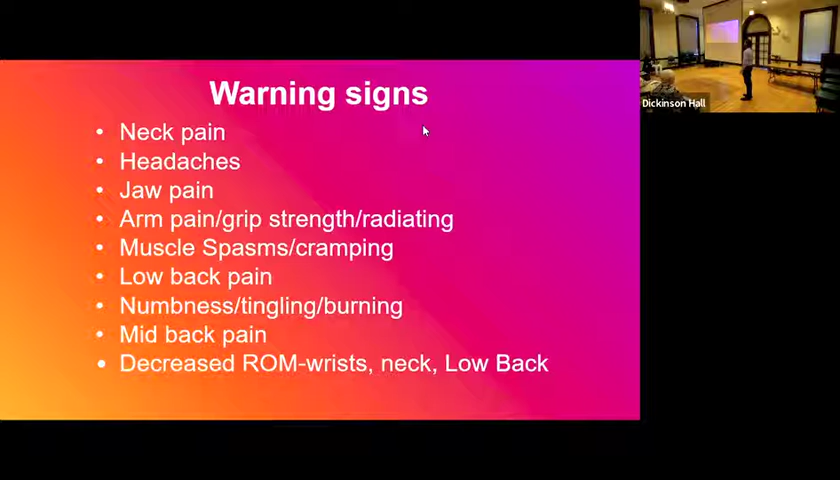 Warning signs
• Neck pain
• Headaches
• Jaw pain
• Arm pain/grip strength/radiating
• Muscle Spasms/cramping
• Low back pain
• Numbness/tingling/burning
• Mid back pain
• Decreased ROM-wrists, neck, Low Back
Dickinson Hall